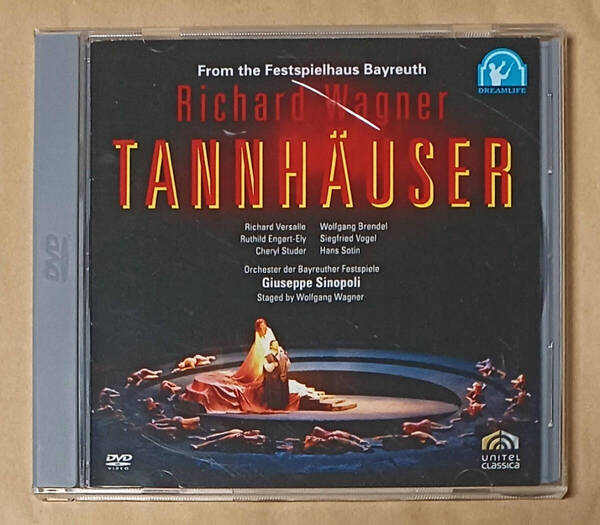 From the Festspielhaus Bayreuth
DREAMLIFE
Richard Wagner
TANNHÄUSER
Richard Versalle Wolfgang Brendel
Ruthild Engert-Ely Siegfried Vogel
Cheryl Studer Hans Sotin
Orchester der Bayreuther Festspiele
Giuseppe Sinopoli
Staged by Wolfgang Wagner
DVD
DVD
VIDEO
UNITEL
CLASSICA